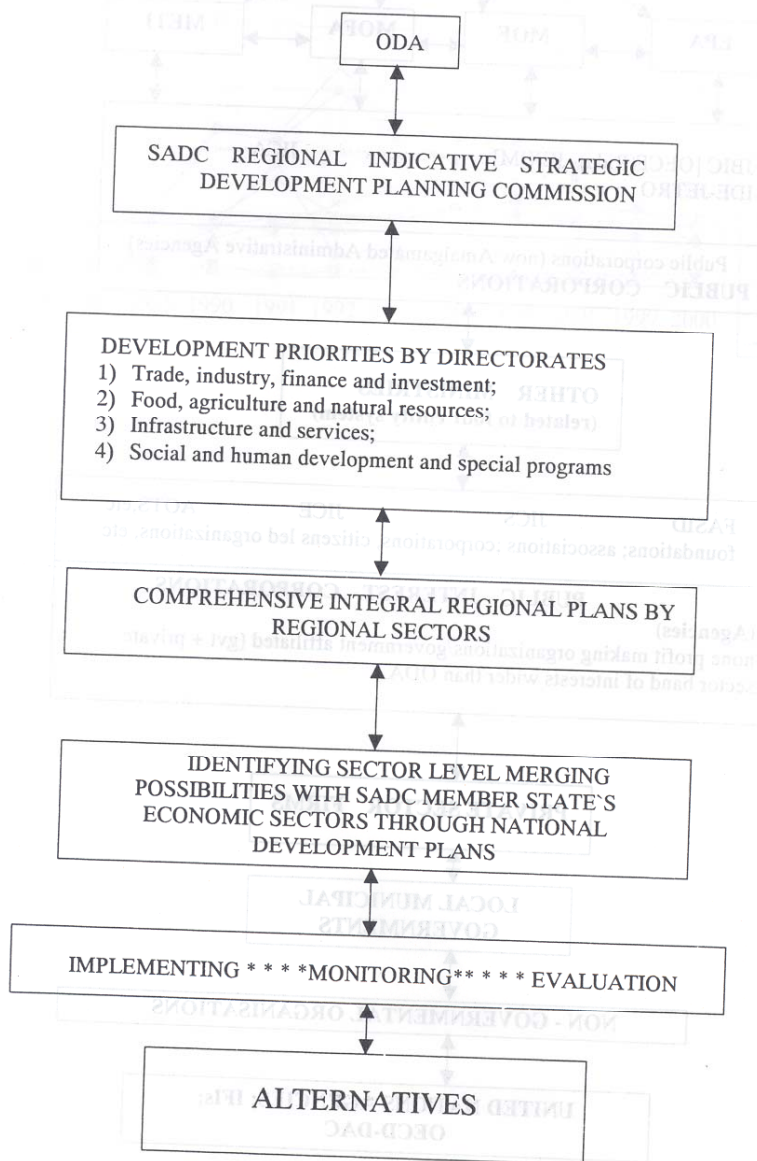 ODA
SADC REGIONAL INDICATIVE STRATEGIC
DEVELOPMENT PLANNING COMMISSION
DEVELOPMENT PRIORITIES BY DIRECTORATES
1) Trade, industry, finance and investment;
2) Food, agriculture and natural resources;
3) Infrastructure and services;
4) Social and human development and special programs
COMPREHENSIVE INTEGRAL REGIONAL PLANS BY
REGIONAL SECTORS
IDENTIFYING SECTOR LEVEL MERGING
POSSIBILITIES WITH SADC MEMBER STATE`S
ECONOMIC SECTORS THROUGH NATIONAL
DEVELOPMENT PLANS
IMPLEMENTING * * * *MONITORING** * * * EVALUATION
ALTERNATIVES